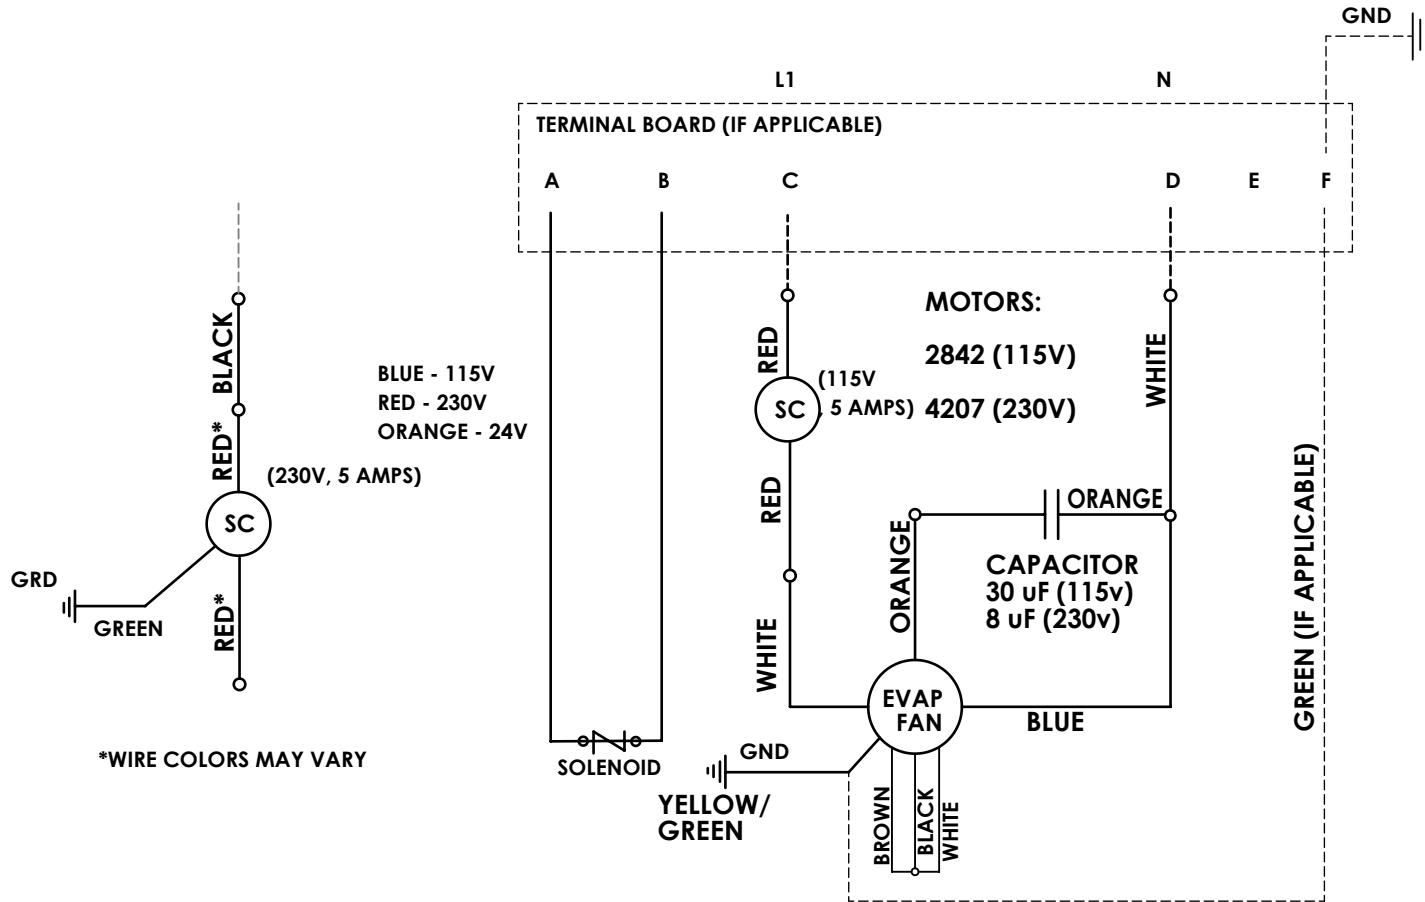 GND
L1
N
TERMINAL BOARD (IF APPLICABLE)
A
B
C
D
E
F
BLACK
RED*
(230V, 5 AMPS)
SC
GRD
GREEN
RED*
*WIRE COLORS MAY VARY
BLUE - 115V
RED - 230V
ORANGE - 24V
SOLENOID
RED
SC
(115V
, 5 AMPS)
RED
WHITE
MOTORS:
2842 (115V)
4207 (230V)
WHITE
ORANGE
ORANGE
CAPACITOR
30 uF (115v)
8 uF (230v)
EVAP
FAN
BLUE
GND
YELLOW/
GREEN
BROWN
BLACK
WHITE
GREEN (IF APPLICABLE)